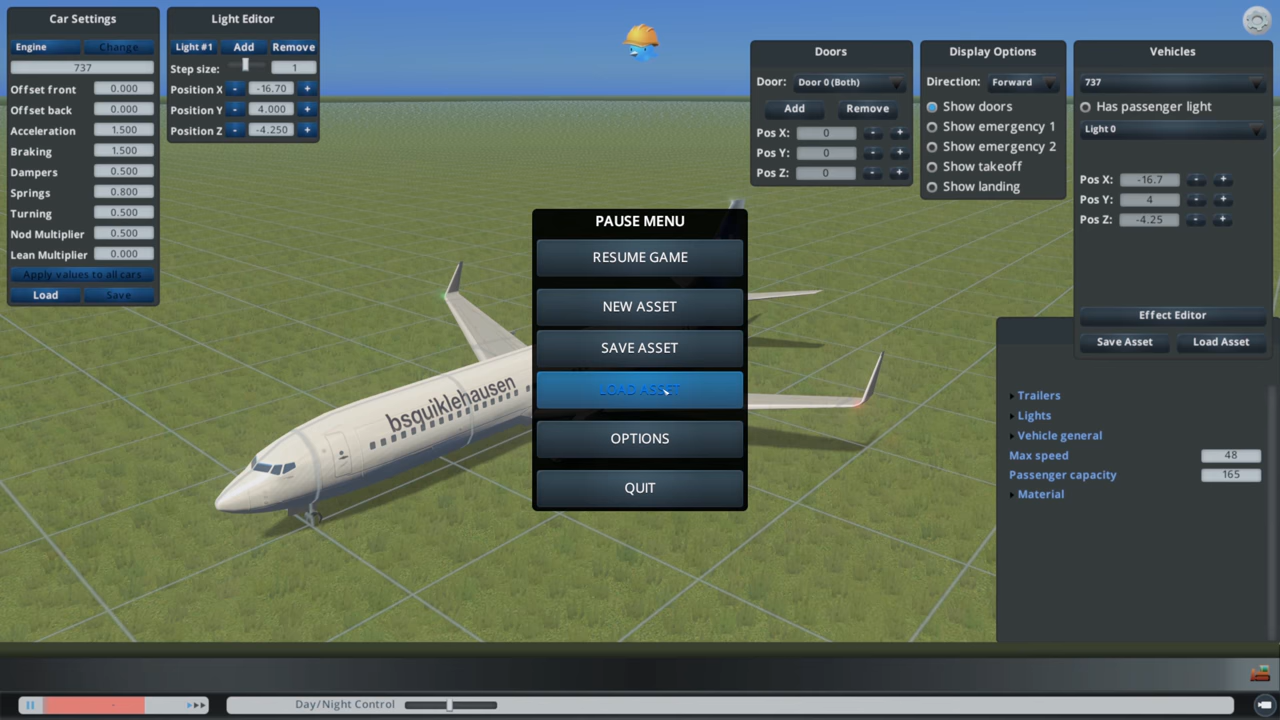 Car Settings
Engine Change
737
Offset front 0.000
Offset back 0.000
Acceleration 1.500
Braking 1.500
Dampers 0.500
Springs 0.800
Turning 0.500
Nod Multiplier 0.500
Lean Multiplier 0.000
Apply values to all cars
Load Save
Light Editor
Light #1 Add Remove
Step size: 1
Position X - -16.70 +
Position Y - 4.000 +
Position Z - -4.250 +
PAUSE MENU
RESUME GAME
NEW ASSET
SAVE ASSET
LOAD ASSET
OPTIONS
QUIT
bsquiklehausen
Doors
Door: Door 0 (Both)
Add Remove
Pos X: 0 - +
Pos Y: 0 - +
Pos Z: 0 - +
Display Options
Direction: Forward
Show doors
Show emergency 1
Show emergency 2
Show takeoff
Show landing
Vehicles
737
Has passenger light
Light 0
Pos X: -16.7 - +
Pos Y: 4 - +
Pos Z: -4.25 - +
Effect Editor
Save Asset Load Asset
Trailers
Lights
Vehicle general
Max speed 48
Passenger capacity 165
Material
Day/Night Control